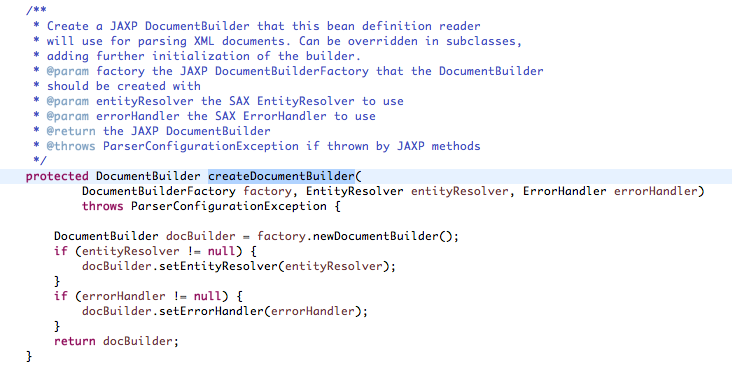 /**
* Create a JAXP DocumentBuilder that this bean definition reader
* will use for parsing XML documents. Can be overridden in subclasses,
* adding further initialization of the builder.
* @param factory the JAXP DocumentBuilderFactory that the DocumentBuilder
* should be created with
* @param entityResolver the SAX EntityResolver to use
* @param errorHandler the SAX ErrorHandler to use
* @return the JAXP DocumentBuilder
* @throws ParserConfigurationException if thrown by JAXP methods
*/
protected DocumentBuilder createDocumentBuilder(
DocumentBuilderFactory factory, EntityResolver entityResolver, ErrorHandler errorHandler)
throws ParserConfigurationException {
DocumentBuilder docBuilder = factory.newDocumentBuilder();
if (entityResolver != null) {
docBuilder.setEntityResolver(entityResolver);
}
if (errorHandler != null) {
docBuilder.setErrorHandler(errorHandler);
}
return docBuilder;
}